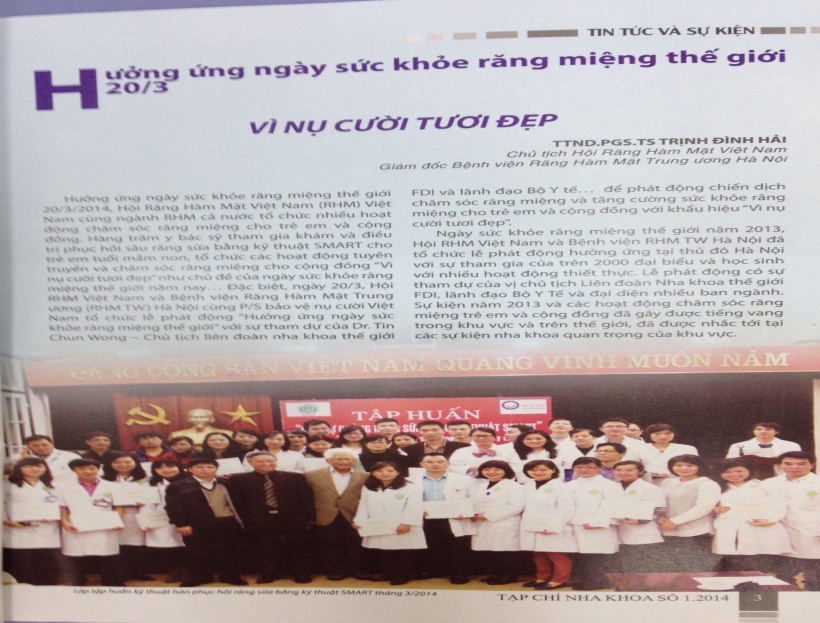 TIN TỨC VÀ SỰ KIỆN
Hưởng ứng ngày sức khỏe răng miệng thế giới
20/3
VÌ NỤ CƯỜI TƯƠI ĐẸP
TTND.PGS.TS TRỊNH ĐÌNH HẢI
Chủ tịch Hội Răng Hàm Mặt Việt Nam
Giám đốc Bệnh viện Răng Hàm Mặt Trung ương Hà Nội
Hưởng ứng ngày sức khỏe răng miệng thế giới
20/3/2014, Hội Răng Hàm Mặt Việt Nam (RHM) Việt
Nam cùng ngành RHM cả nước tổ chức nhiều hoạt
động chăm sóc răng miệng cho trẻ em và cộng
đồng. Hàng trăm y bác sỹ tham gia khám và điều
trị phục hồi sâu răng sữa bằng kỹ thuật SMART cho
trẻ em tuổi mầm non, tổ chức các hoạt động tuyên
truyền và chăm sóc răng miệng cho cộng đồng “Vì
nụ cười tươi đẹp” như chủ đề của ngày sức khỏe răng
miệng thế giới năm nay… Đặc biệt, ngày 20/3, Hội
RHM Việt Nam và Bệnh viện Răng Hàm Mặt Trung
ương (RHM TW) Hà Nội cùng P/S bảo vệ nụ cười Việt
Nam tổ chức lễ phát động “Hưởng ứng ngày sức
khỏe răng miệng thế giới” với sự tham dự của Dr. Tin
Chun Wong – Chủ tịch liên đoàn nha khoa thế giới
FDI và lãnh đạo Bộ Y tế… để phát động chiến dịch
chăm sóc răng miệng và tăng cường sức khỏe răng
miệng cho trẻ em và cộng đồng với khẩu hiệu “Vì nụ
cười tươi đẹp”.
Ngày sức khỏe răng miệng thế giới năm 2013,
Hội RHM Việt Nam và Bệnh viện RHM TW Hà Nội đã
tổ chức lễ phát động hưởng ứng tại thủ đô Hà Nội
với sự tham gia của trên 2000 đại biểu và học sinh
với nhiều hoạt động thiết thực. Lễ phát động có sự
tham dự của vị chủ tịch Liên đoàn Nha khoa thế giới
FDI, lãnh đạo Bộ Y Tế và đại diện nhiều ban ngành.
Sự kiện năm 2013 và các hoạt động chăm sóc răng
miệng trẻ em và cộng đồng đã gây được tiếng vang
trong khu vực và trên thế giới, đã được nhắc tới tại
các sự kiện nha khoa quan trọng của khu vực.
ĐẢNG CỘNG SẢN VIỆT NAM QUANG VINH MUÔN NĂM
TẬP HUẤN
THUẬT SMART”
Lớp tập huấn kỹ thuật hàn phục hồi răng sữa bằng kỹ thuật SMART tháng 3/2014
TẠP CHÍ NHA KHOA SỐ 1.2014 3